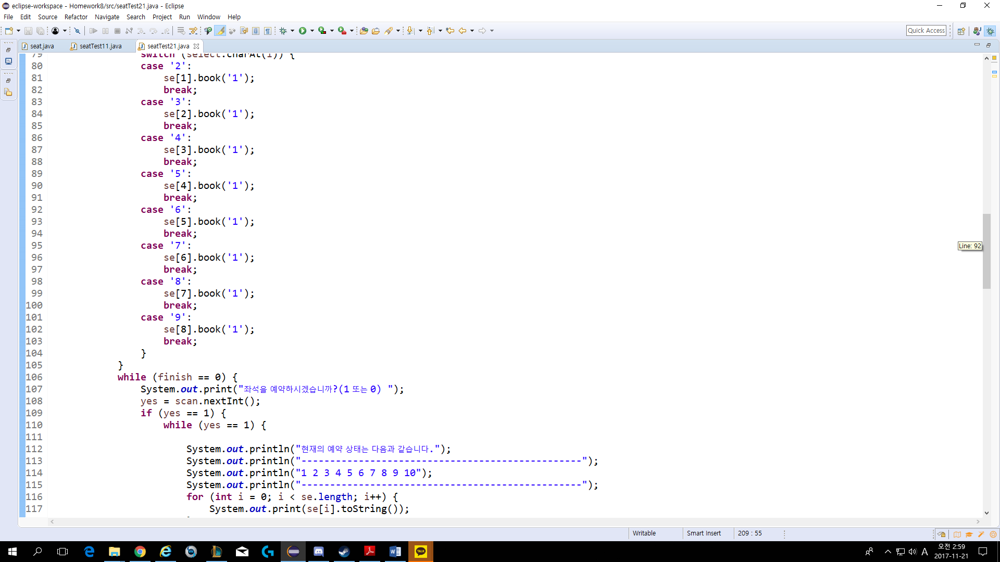 eclipse-workspace - Homework8/src/seatTest21.java - Eclipse
File Edit Source Refactor Navigate Search Project Run Window Help
Quick Access
seat.java seatTest11.java seatTest21.java
79 switch (select.charAt(i)) {
80 case '2':
81 se[1].book('1');
82 break;
83 case '3':
84 se[2].book('1');
85 break;
86 case '4':
87 se[3].book('1');
88 break;
89 case '5':
90 se[4].book('1');
91 break;
92 case '6':
93 se[5].book('1');
94 break;
95 case '7':
96 se[6].book('1');
97 break;
98 case '8':
99 se[7].book('1');
100 break;
101 case '9':
102 se[8].book('1');
103 break;
104 }
105 }
106 while (finish == 0) {
107 System.out.print("좌석을 예약하시겠습니까?(1 또는 0) ");
108 yes = scan.nextInt();
109 if (yes == 1) {
110 while (yes == 1) {
111
112 System.out.println("현재의 예약 상태는 다음과 같습니다.");
113 System.out.println("-------------------------------------------------");
114 System.out.println("1 2 3 4 5 6 7 8 9 10");
115 System.out.println("-------------------------------------------------");
116 for (int i = 0; i < se.length; i++) {
117 System.out.print(se[i].toString());
Line: 92
Writable Smart Insert 209 : 55
TALK
A
오전 2:59
2017-11-21